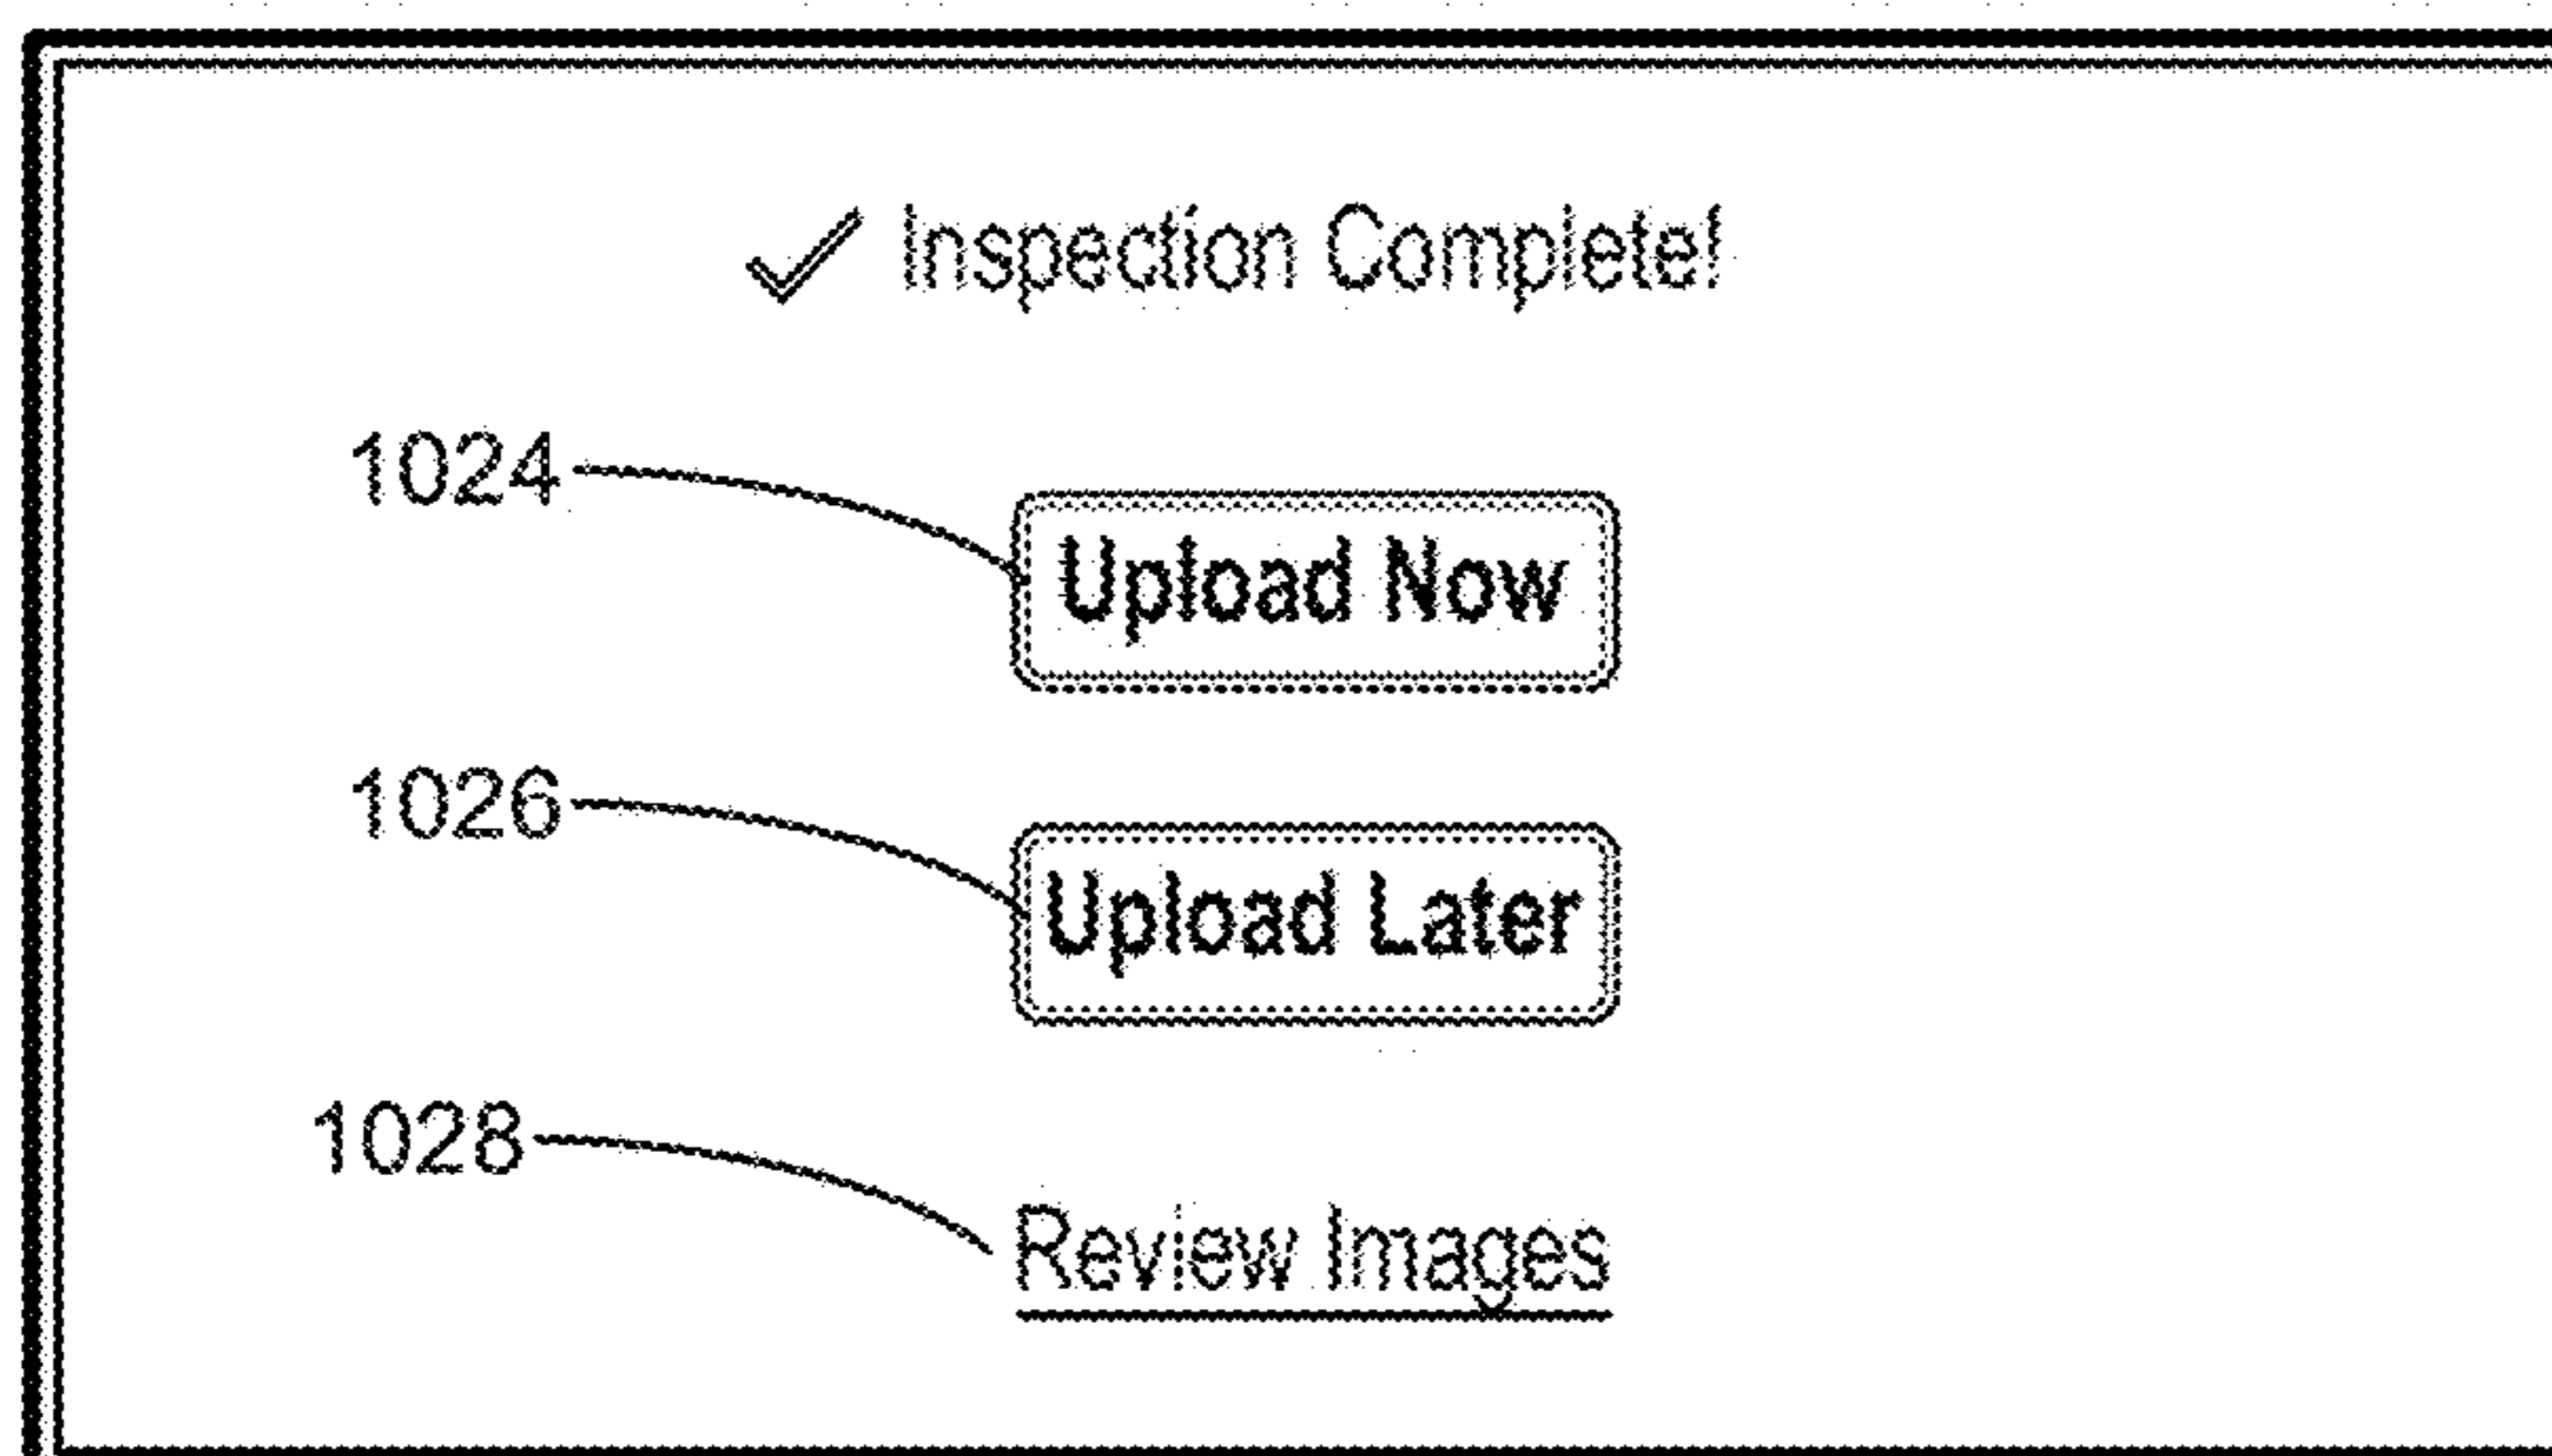 ✓ Inspection Complete!
1024
Upload Now
1026
Upload Later
1028
Review Images